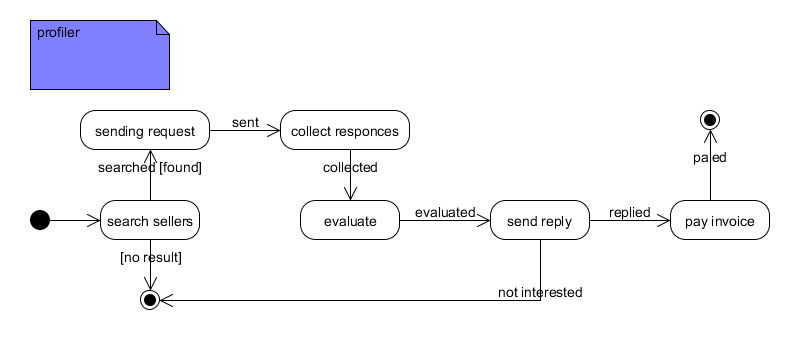 profiler
sending request
sent
collect responces
searched [found]
collected
search sellers
evaluate
evaluated
send reply
replied
pay invoice
paied
[no result]
not interested